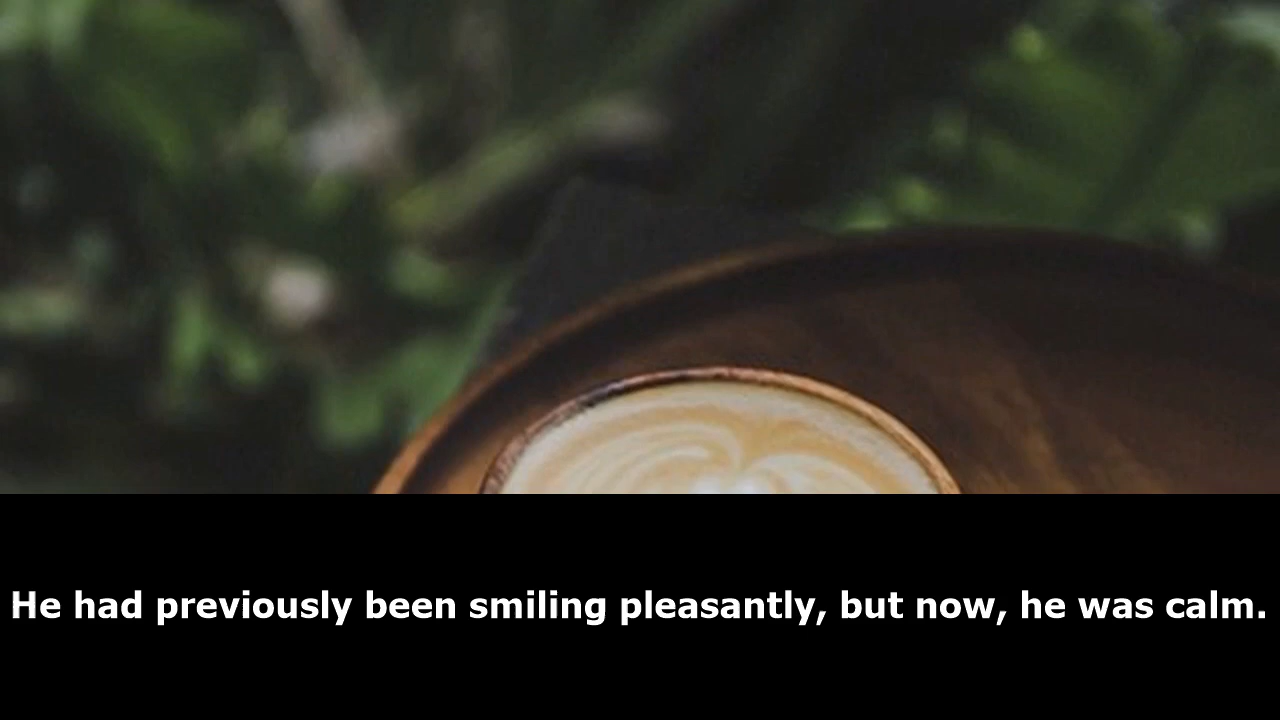 He had previously been smiling pleasantly, but now, he was calm.